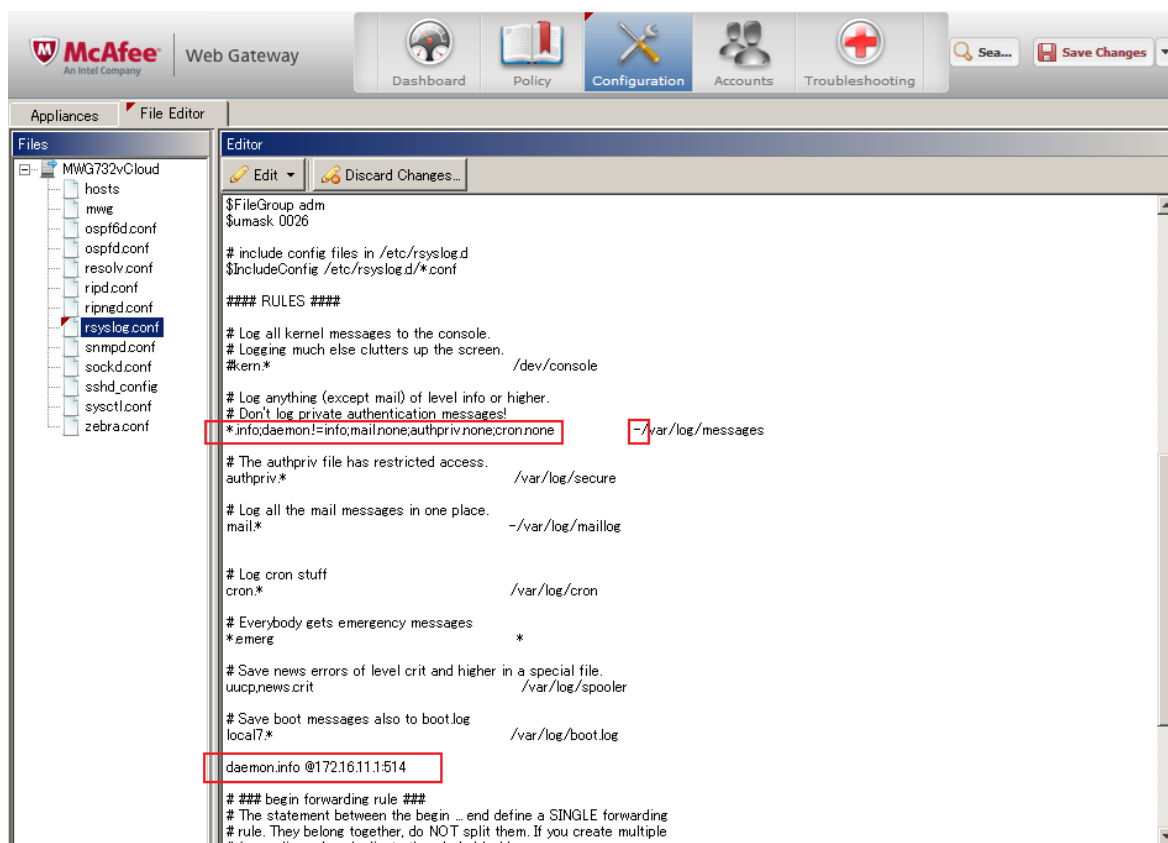 McAfee
An Intel Company
Web Gateway
Dashboard
Policy
Configuration
Accounts
Troubleshooting
Sea...
Save Changes
Appliances
File Editor
Files
MWG732vCloud
hosts
mwg
ospf6d.conf
ospfd.conf
resolv.conf
ripd.conf
ripngd.conf
rsyslog.conf
snmpd.conf
sockd.conf
sshd_config
sysctl.conf
zebra.conf
Editor
Edit
Discard Changes...
$FileGroup adm
$umask 0026
# include config files in /etc/rsyslog.d
$IncludeConfig /etc/rsyslog.d/*.conf
#### RULES ####
# Log all kernel messages to the console.
# Logging much else clutters up the screen.
#kern.* /dev/console
# Log anything (except mail) of level info or higher.
# Don't log private authentication messages!
*.info;daemon.!=info;mail.none;authpriv.none;cron.none -/var/log/messages
# The authpriv file has restricted access.
authpriv.* /var/log/secure
# Log all the mail messages in one place.
mail.* -/var/log/maillog
# Log cron stuff
cron.* /var/log/cron
# Everybody gets emergency messages
*.emerg *
# Save news errors of level crit and higher in a special file.
uucp,news.crit /var/log/spooler
# Save boot messages also to boot.log
local7.* /var/log/boot.log
daemon.info @172.16.11.1:514
# ### begin forwarding rule ###
# The statement between the begin ... end define a SINGLE forwarding
# rule. They belong together, do NOT split them. If you create multiple